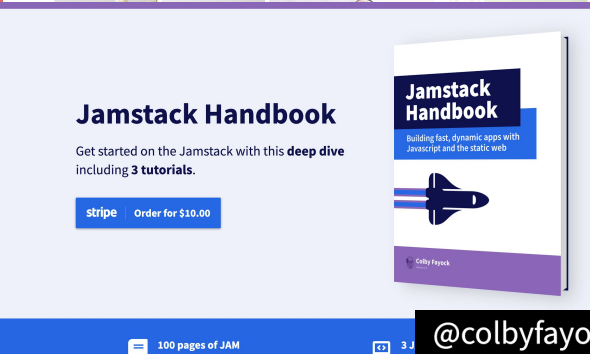 Jamstack Handbook
Get started on the Jamstack with this deep dive
including 3 tutorials.
stripe Order for $10.00
Jamstack
Handbook
Building fast, dynamic apps with
Javascript and the static web
Colby Fayock
100 pages of JAM
3 J
@colbyfayo